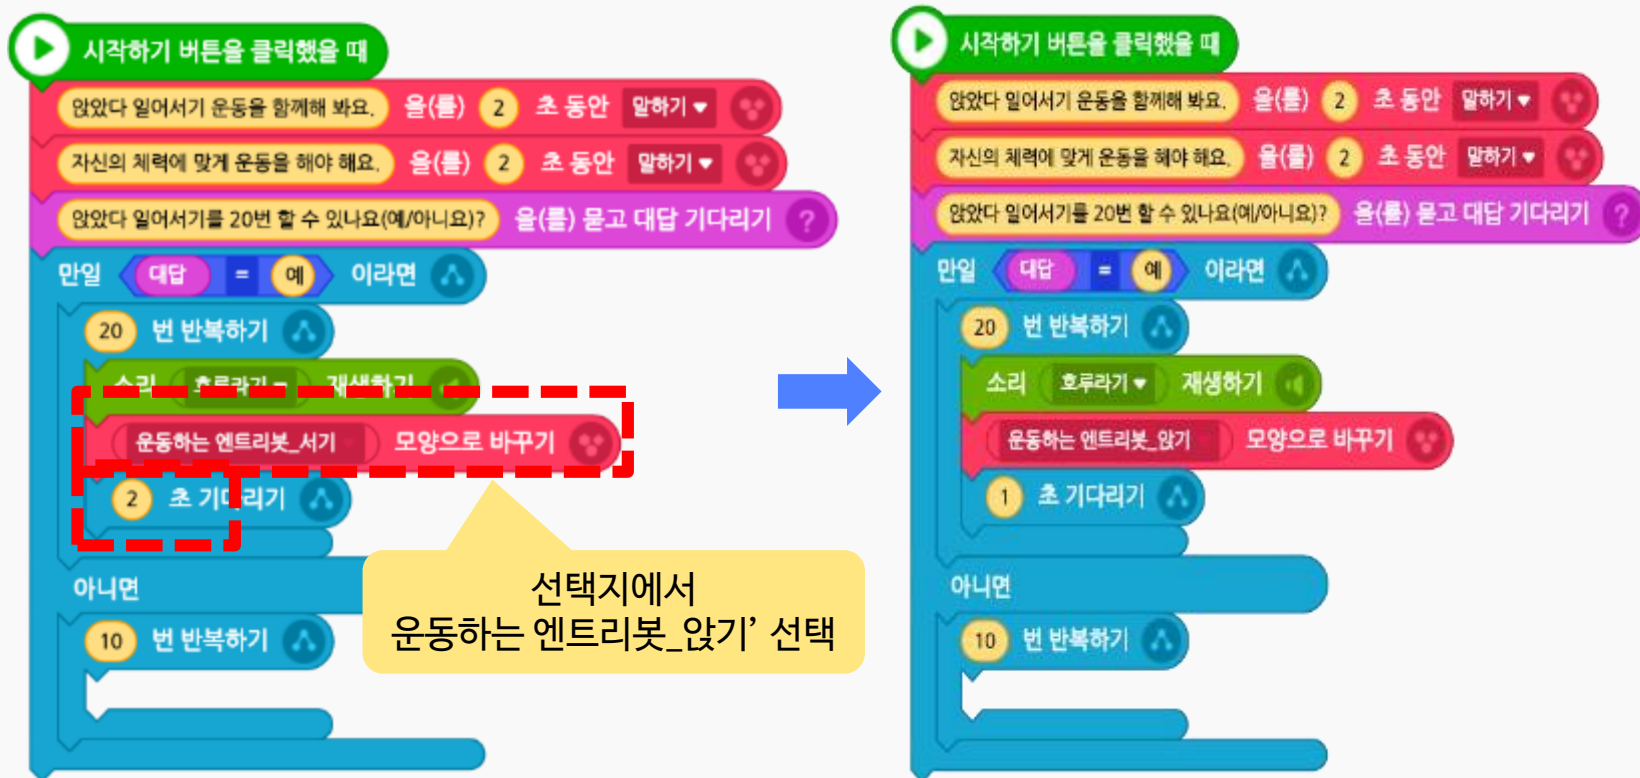 시작하기 버튼을 클릭했을 때
앉았다 일어서기 운동을 함께해 봐요. 을(를) 2 초 동안 말하기
자신의 체력에 맞게 운동을 해야 해요. 을(를) 2 초 동안 말하기
앉았다 일어서기를 20번 할 수 있나요(예/아니요)? 을(를) 묻고 대답 기다리기 ?
만일 대답 = 예 이라면
20 번 반복하기
소리 호루라기 재생하기
운동하는 엔트리봇_서기 모양으로 바꾸기
2 초 기다리기
아니면
10 번 반복하기
선택지에서
운동하는 엔트리봇_앉기’ 선택
시작하기 버튼을 클릭했을 때
앉았다 일어서기 운동을 함께해 봐요. 을(를) 2 초 동안 말하기
자신의 체력에 맞게 운동을 해야 해요. 을(를) 2 초 동안 말하기
앉았다 일어서기를 20번 할 수 있나요(예/아니요)? 을(를) 묻고 대답 기다리기 ?
만일 대답 = 예 이라면
20 번 반복하기
소리 호루라기 재생하기
운동하는 엔트리봇_앉기 모양으로 바꾸기
1 초 기다리기
아니면
10 번 반복하기